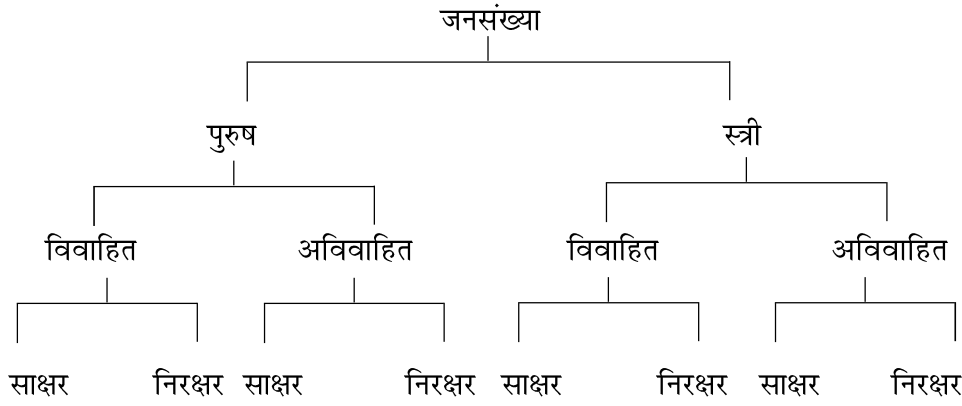 जनसंख्या
पुरुष स्त्री
विवाहित अविवाहित विवाहित अविवाहित
साक्षर निरक्षर साक्षर निरक्षर साक्षर निरक्षर साक्षर निरक्षर